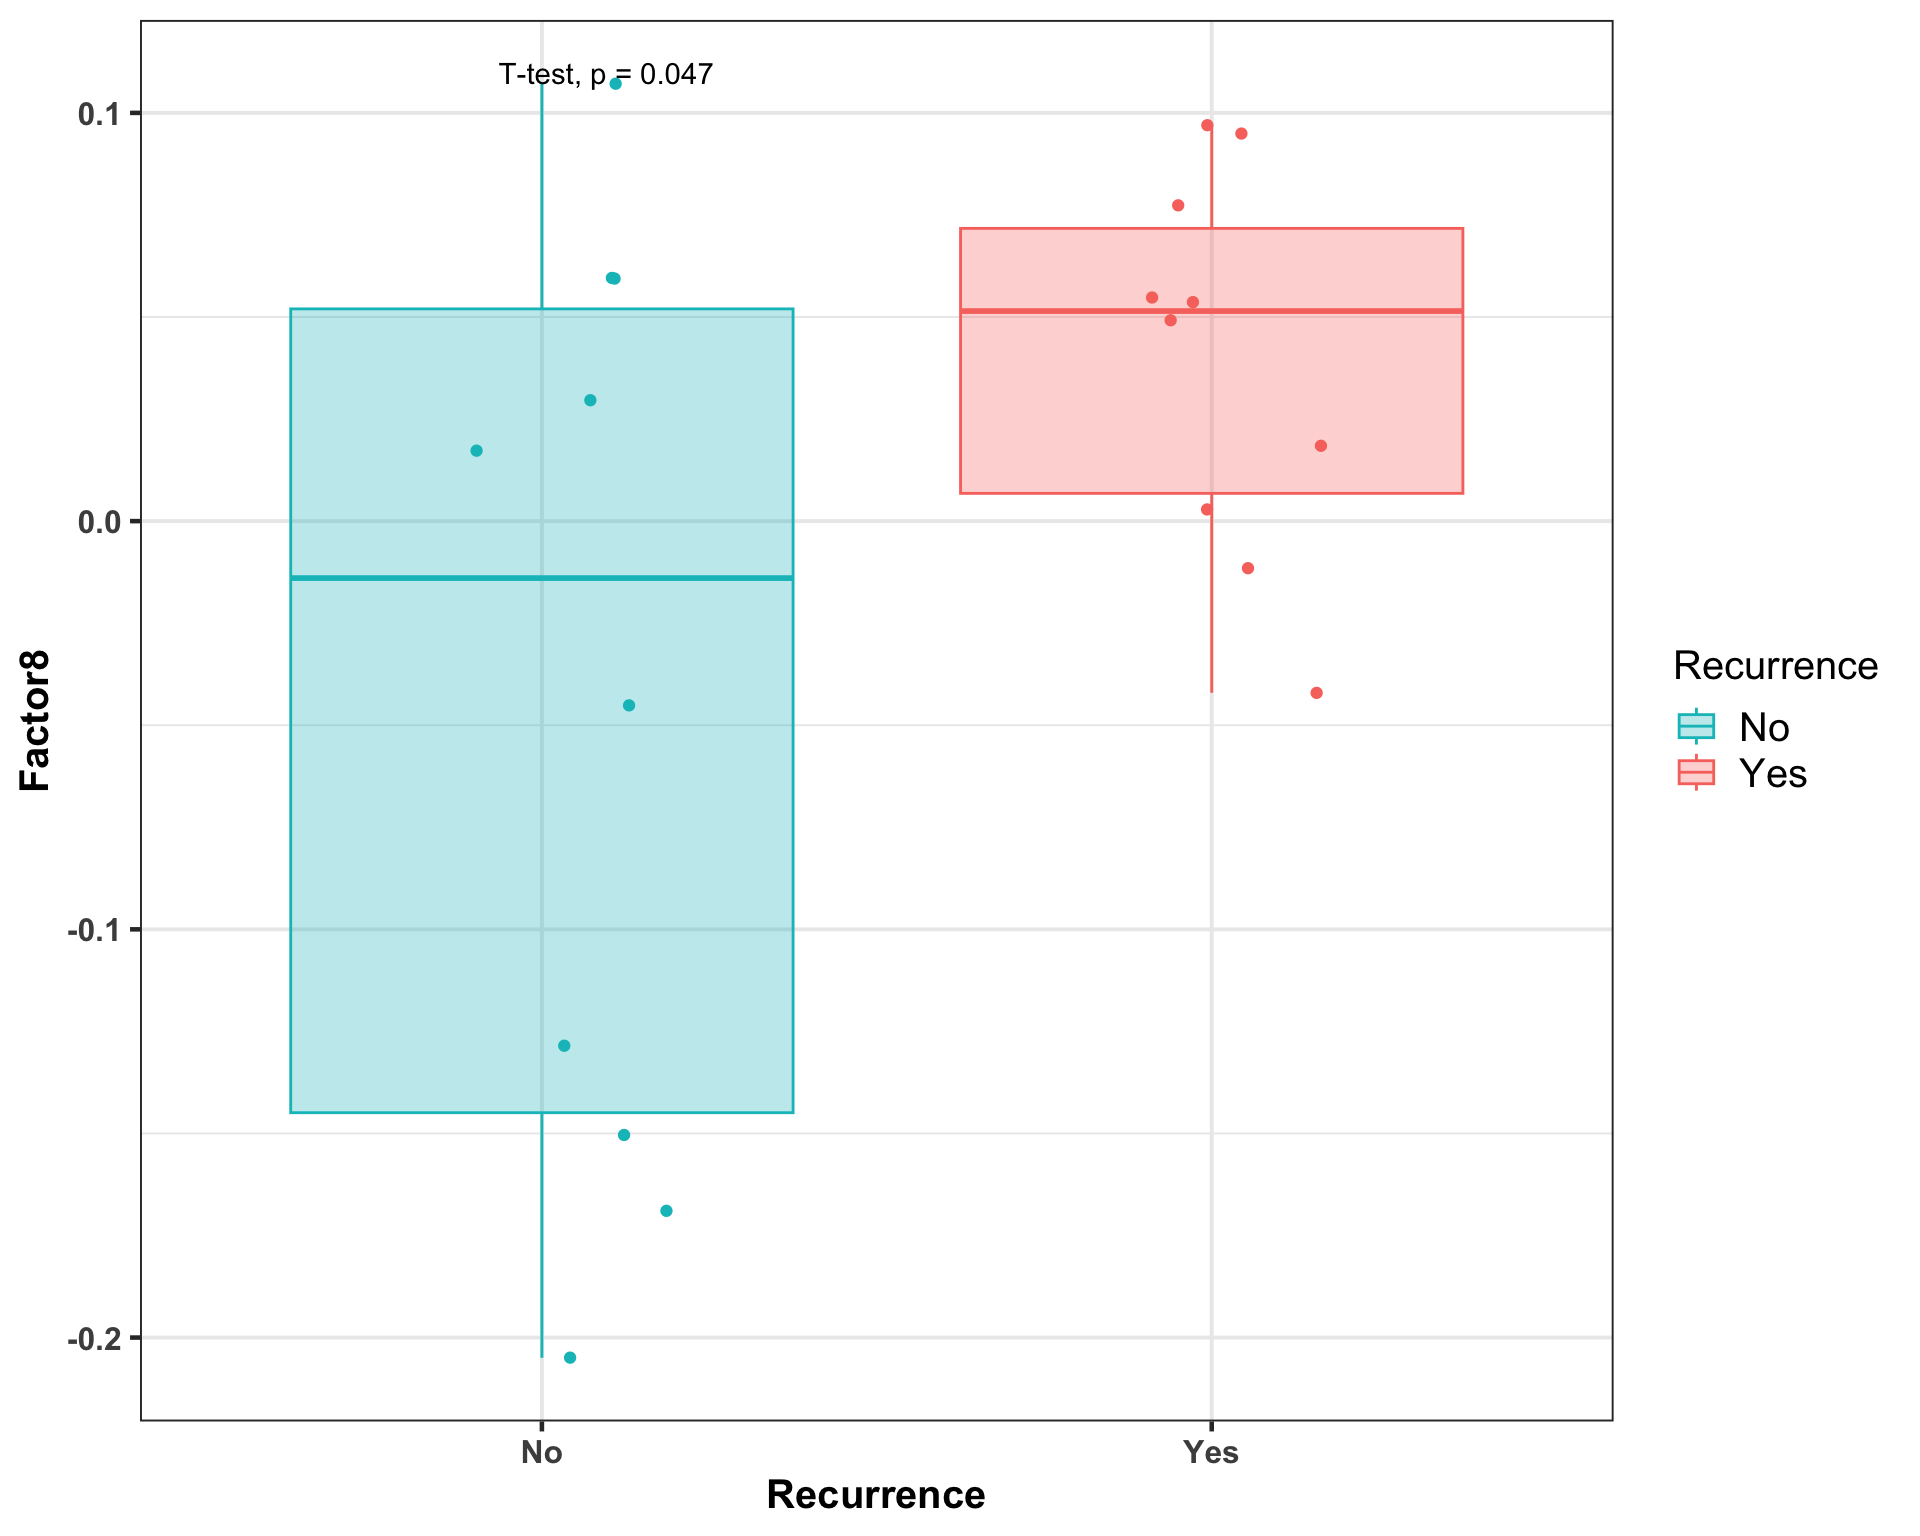 T-test, p = 0.047
0.1
0.0
-0.1
-0.2
Factor8
No
Yes
Recurrence
Recurrence
No
Yes